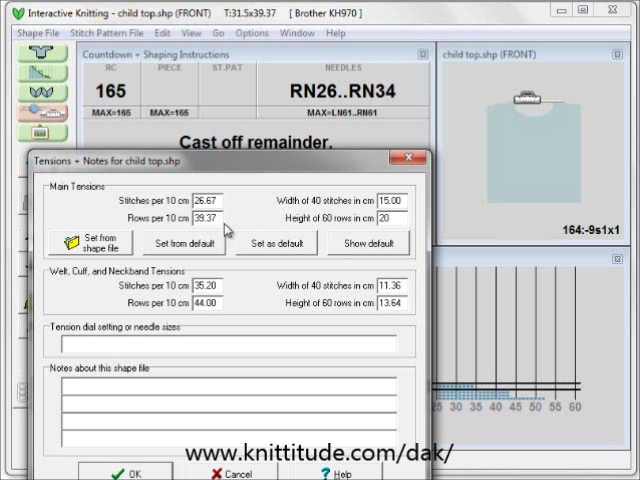 Interactive Knitting - child top.shp (FRONT) T:31.5x39.37 [ Brother KH970 ]
Shape File Stitch Pattern File Edit View Go Options Window Help
Countdown + Shaping Instructions
RC PIECE ST.PAT NEEDLES
165 RN26..RN34
MAX=165 MAX=165 MAX=LN61..RN61
Cast off remainder.
child top.shp (FRONT)
164:-9s1x1
Tensions + Notes for child top.shp
Main Tensions
Stitches per 10 cm 26.67 Width of 40 stitches in cm 15.00
Rows per 10 cm 39.37 Height of 60 rows in cm 20
Set from shape file Set from default Set as default Show default
Welt, Cuff, and Neckband Tensions
Stitches per 10 cm 35.20 Width of 40 stitches in cm 11.36
Rows per 10 cm 44.00 Height of 60 rows in cm 13.64
Tension dial setting or needle sizes
Notes about this shape file
25 30 35 40 45 50 55 60
www.knittitude.com/dak/
OK Cancel Help